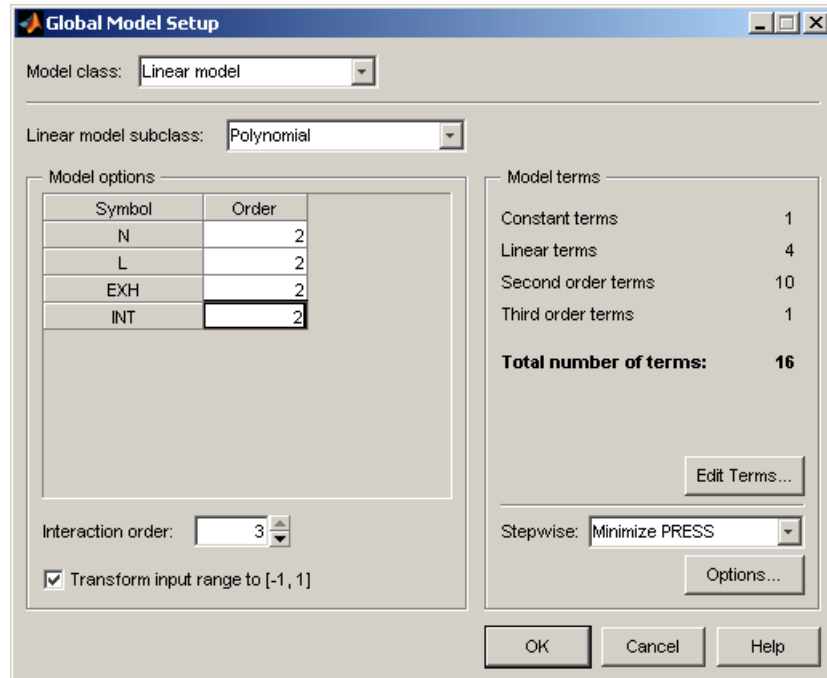 Global Model Setup
Model class: Linear model
Linear model subclass: Polynomial
Model options
Symbol Order
N 2
L 2
EXH 2
INT 2
Interaction order: 3
Transform input range to [-1, 1]
Model terms
Constant terms 1
Linear terms 4
Second order terms 10
Third order terms 1
Total number of terms: 16
Edit Terms...
Stepwise: Minimize PRESS
Options...
OK Cancel Help